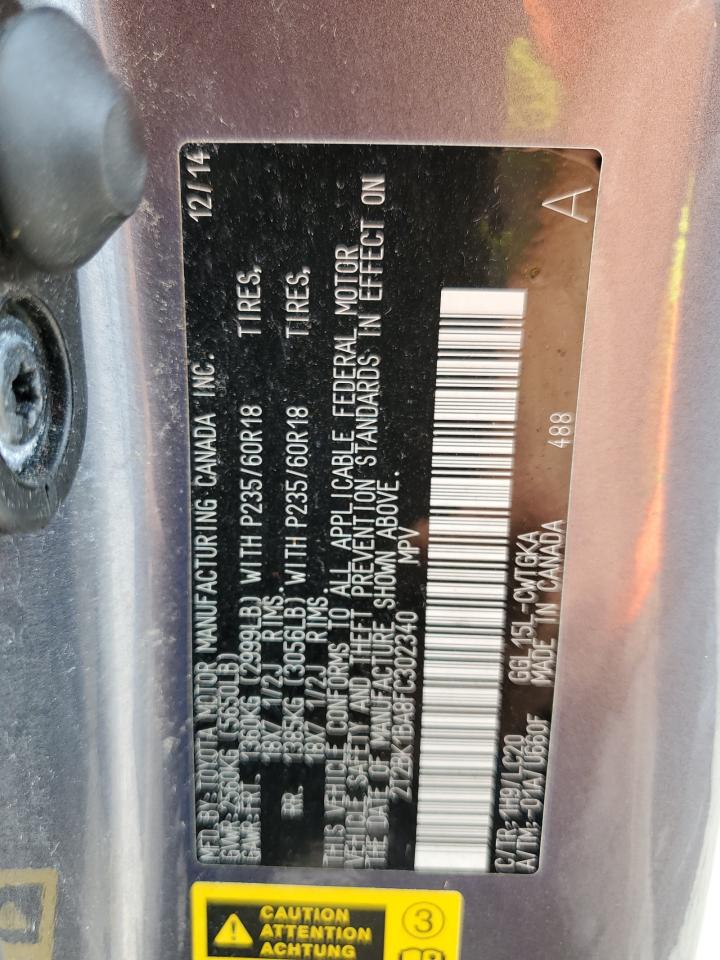 MFD.BY: TOYOTA MOTOR MANUFACTURING CANADA INC. 12/14
GVWR: 2560KG (5650LB)
GAWR: FRT. 1360KG (2999LB) WITH P235/60R18 TIRES,
18X7 1/2J RIMS.
RR. 1385KG (3056LB) WITH P235/60R18 TIRES,
18X7 1/2J RIMS.
THIS VEHICLE CONFORMS TO ALL APPLICABLE FEDERAL MOTOR
VEHICLE SAFETY AND THEFT PREVENTION STANDARDS IN EFFECT ON
THE DATE OF MANUFACTURE SHOWN ABOVE.
2T2BK1BA8FC302340 MPV
C/TR: 1H9/LC20 GGL15L-CWTGKA 488 A
A/TM: -01A/U660F MADE IN CANADA
CAUTION
ATTENTION
ACHTUNG
3